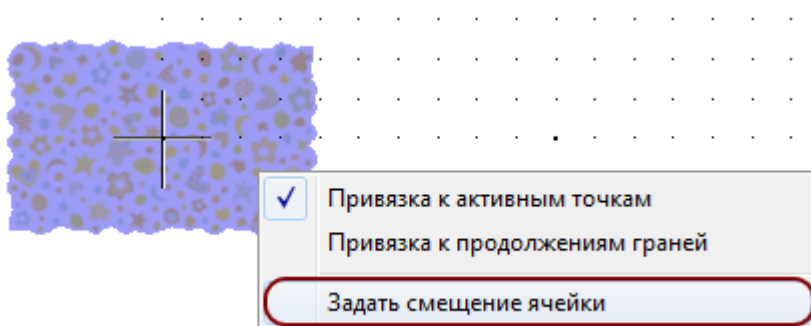 Привязка к активным точкам
Привязка к продолжениям граней
Задать смещение ячейки